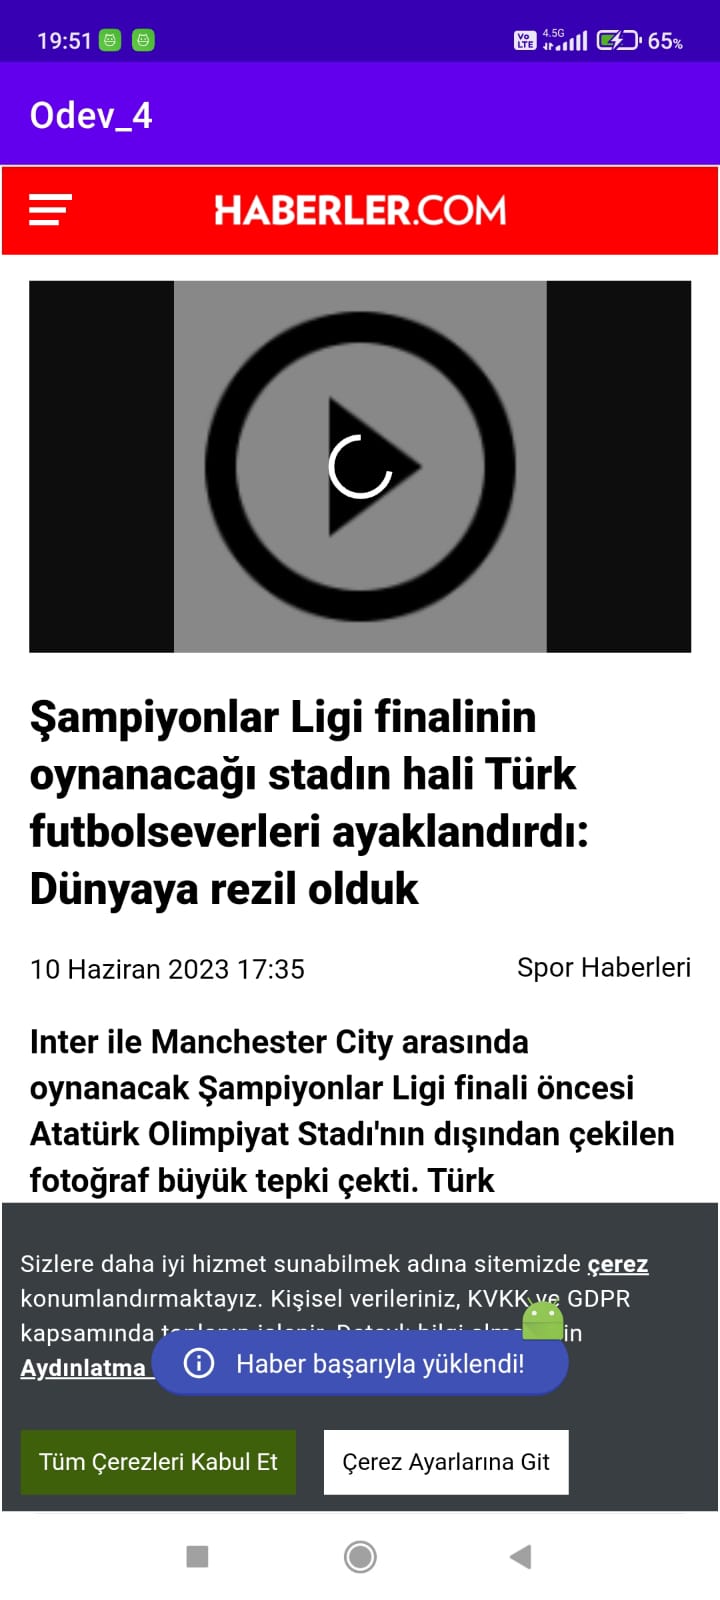 19:51
Vo LTE 4.5G 65%
Odev_4
HABERLER.COM
Şampiyonlar Ligi finalinin
oynanacağı stadın hali Türk
futbolseverleri ayaklandırdı:
Dünyaya rezil olduk
10 Haziran 2023 17:35
Spor Haberleri
Inter ile Manchester City arasında
oynanacak Şampiyonlar Ligi finali öncesi
Atatürk Olimpiyat Stadı'nın dışından çekilen
fotoğraf büyük tepki çekti. Türk
Sizlere daha iyi hizmet sunabilmek adına sitemizde çerez
konumlandırmaktayız. Kişisel verileriniz, KVKK ve GDPR
kapsamında
Aydınlatma
Haber başarıyla yüklendi!
Tüm Çerezleri Kabul Et
Çerez Ayarlarına Git